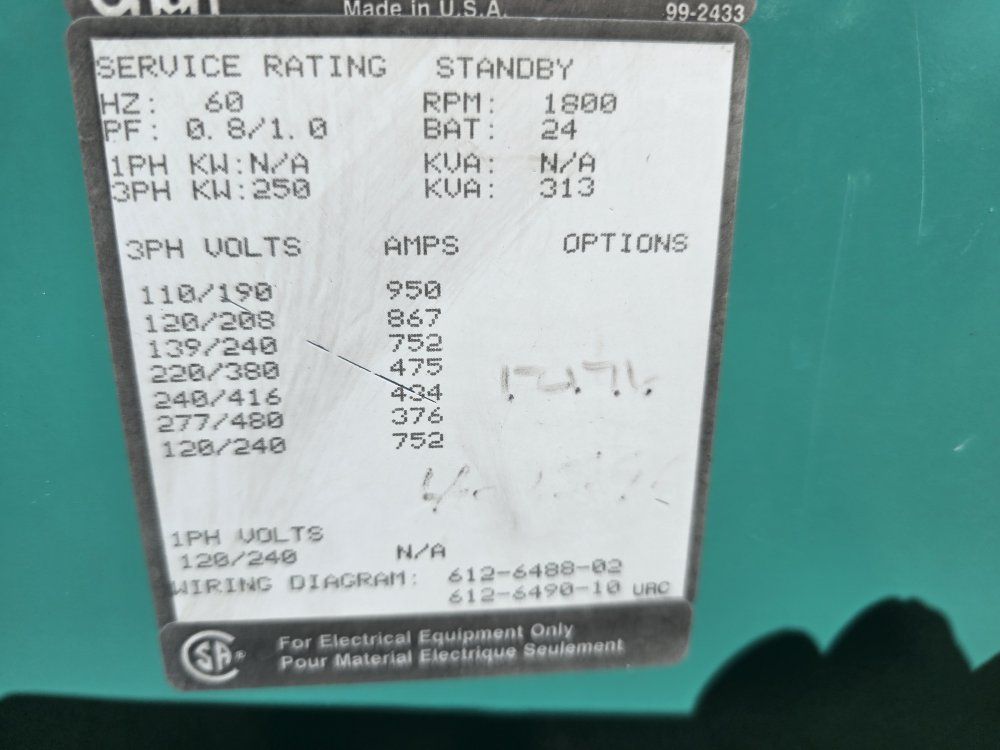 Made in U.S.A. 99-2433
SERVICE RATING STANDBY
HZ: 60 RPM: 1800
PF: 0.8/1.0 BAT: 24
1PH KW:N/A KVA: N/A
3PH KW:250 KVA: 313
3PH VOLTS AMPS OPTIONS
110/190 950
120/208 867
139/240 752
220/380 475
240/416 434
277/480 376
120/240 752
1PH VOLTS
120/240 N/A
WIRING DIAGRAM: 612-6488-02
612-6490-10 URC
CSA®
For Electrical Equipment Only
Pour Material Electrique Seulement